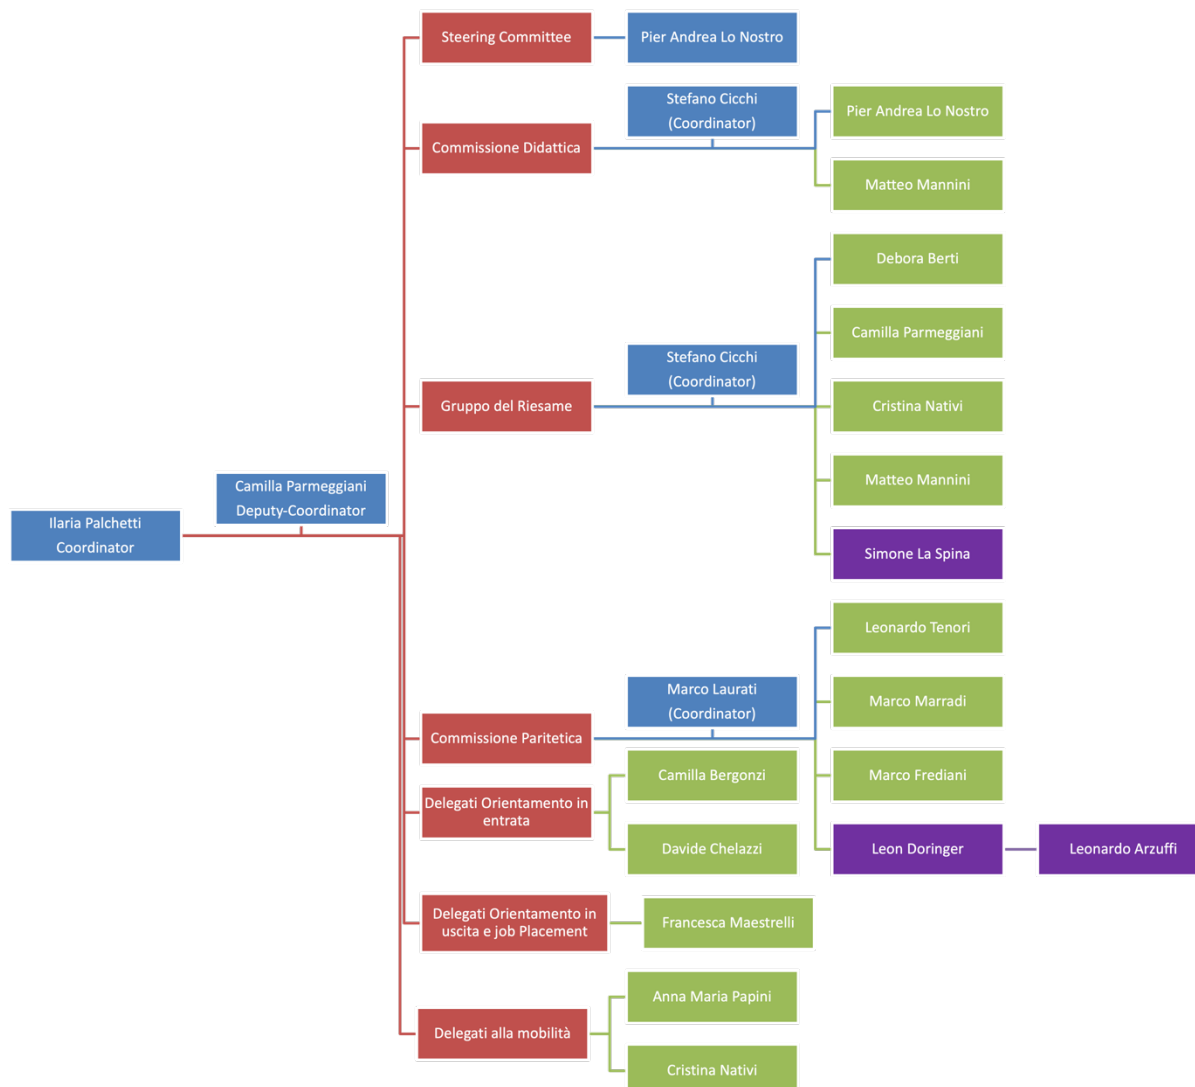 Steering Committee
Pier Andrea Lo Nostro
Stefano Cicchi
(Coordinator)
Pier Andrea Lo Nostro
Commissione Didattica
Matteo Mannini
Debora Berti
Camilla Parmeggiani
Stefano Cicchi
(Coordinator)
Gruppo del Riesame
Cristina Nativi
Matteo Mannini
Camilla Parmeggiani
Deputy-Coordinator
Ilaria Palchetti
Coordinator
Simone La Spina
Leonardo Tenori
Marco Laurati
(Coordinator)
Marco Marradi
Commissione Paritetica
Camilla Bergonzi
Marco Frediani
Delegati Orientamento in
entrata
Davide Chelazzi
Leon Doringer
Leonardo Arzuffi
Delegati Orientamento in
uscita e job Placement
Francesca Maestrelli
Anna Maria Papini
Delegati alla mobilità
Cristina Nativi